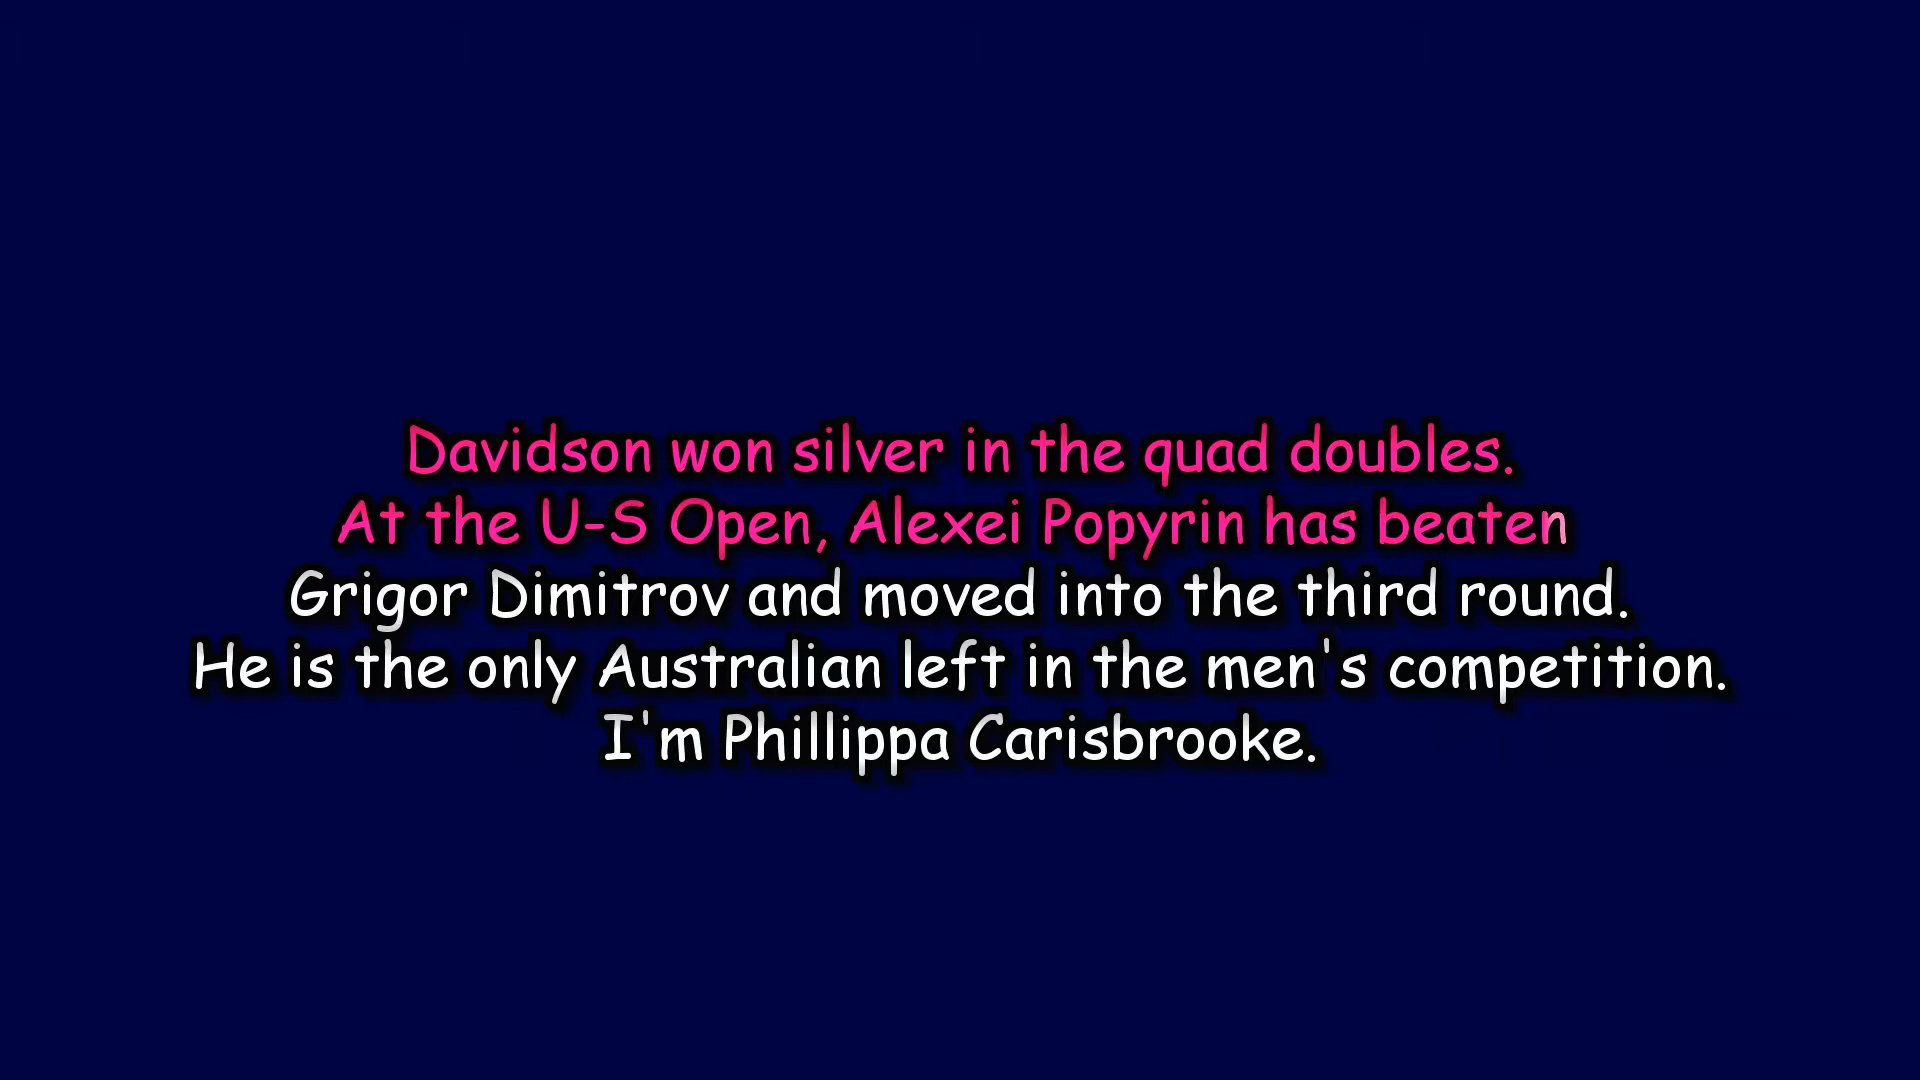 Davidson won silver in the quad doubles.
At the U-S Open, Alexei Popyrin has beaten
Grigor Dimitrov and moved into the third round.
He is the only Australian left in the men's competition.
I'm Phillippa Carisbrooke.